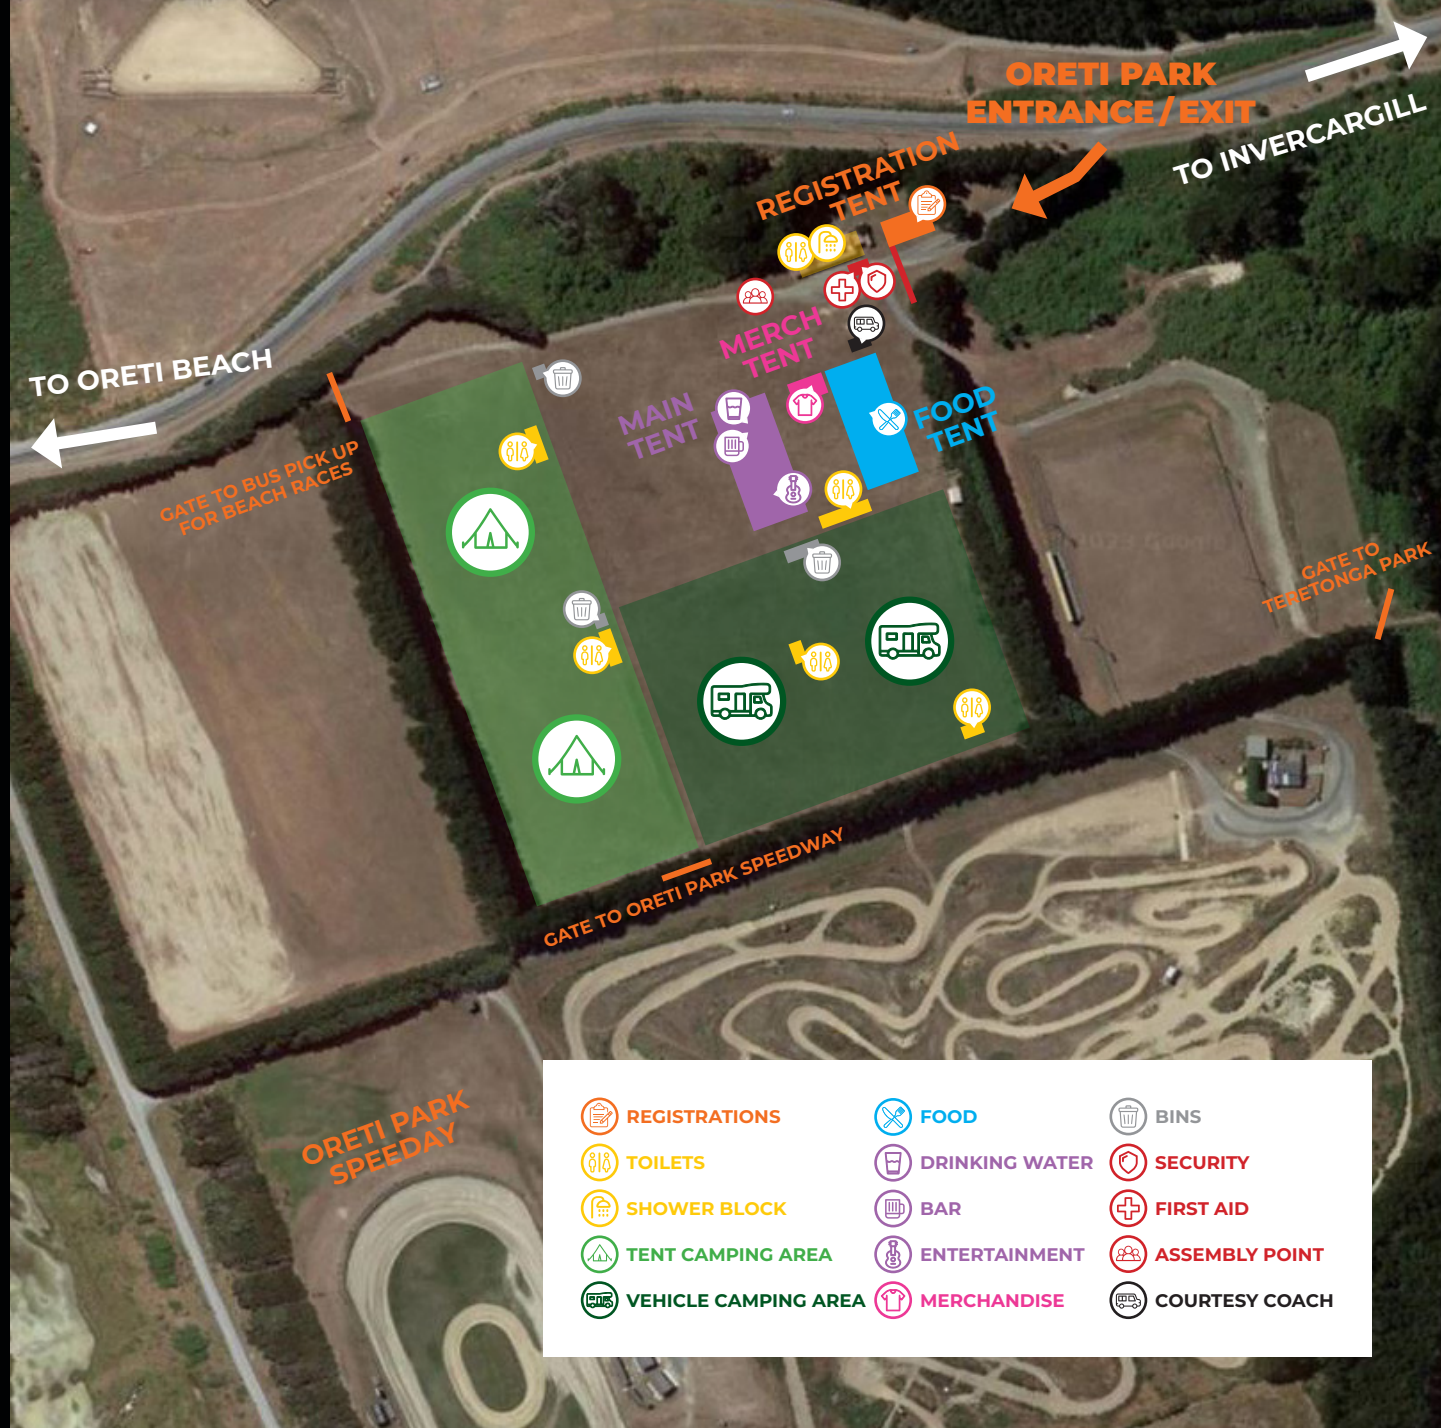 ORETI PARK
ENTRANCE/EXIT
TO INVERCARGILL
REGISTRATION
TENT
MERCH
TENT
TO ORETI BEACH
MAIN
TENT
FOOD
TENT
GATE TO BUS PICK UP
FOR BEACH RACES
GATE TO
TERETONGA PARK
GATE TO ORETI PARK SPEEDWAY
ORETI PARK
SPEEDAY
REGISTRATIONS
TOILETS
SHOWER BLOCK
TENT CAMPING AREA
VEHICLE CAMPING AREA
FOOD
DRINKING WATER
BAR
ENTERTAINMENT
MERCHANDISE
BINS
SECURITY
FIRST AID
ASSEMBLY POINT
COURTESY COACH